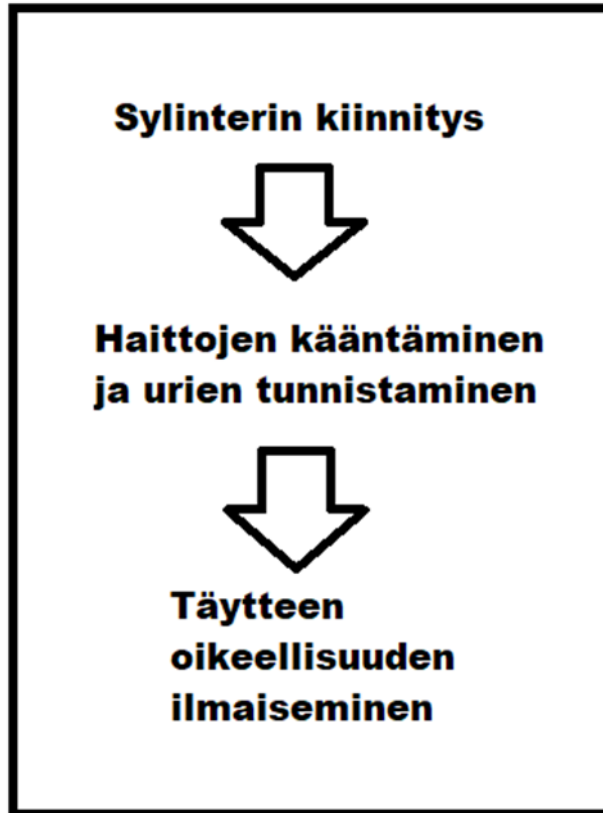 Sylinterin kiinnitys
Haittojen kääntäminen
ja urien tunnistaminen
Täytteen
oikeellisuuden
ilmaiseminen